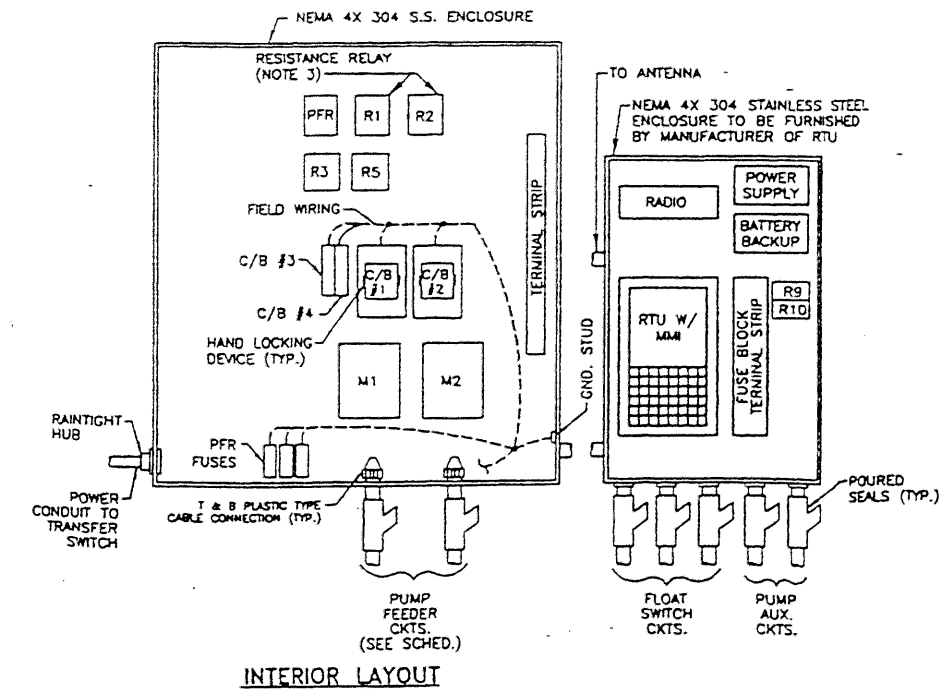 NEMA 4X 304 S.S. ENCLOSURE
RESISTANCE RELAY
(NOTE 3)
PFR
R1
R2
R3
R5
FIELD WIRING
TERMINAL STRIP
C/B #3
C/B #1
C/B #2
C/B #4
HAND LOCKING
DEVICE (TYP.)
M1
M2
GND. STUD
RAINTIGHT
HUB
PFR
FUSES
POWER
CONDUIT TO
TRANSFER
SWITCH
T & B PLASTIC TYPE
CABLE CONNECTION (TYP.)
PUMP
FEEDER
CKTS.
(SEE SCHED.)
TO ANTENNA
NEMA 4X 304 STAINLESS STEEL
ENCLOSURE TO BE FURNISHED
BY MANUFACTURER OF RTU
RADIO
POWER
SUPPLY
BATTERY
BACKUP
RTU W/
MMI
FUSE BLOCK
TERMINAL STRIP
R9
R10
POURED
SEALS (TYP.)
FLOAT
SWITCH
CKTS.
PUMP
AUX.
CKTS.
INTERIOR LAYOUT